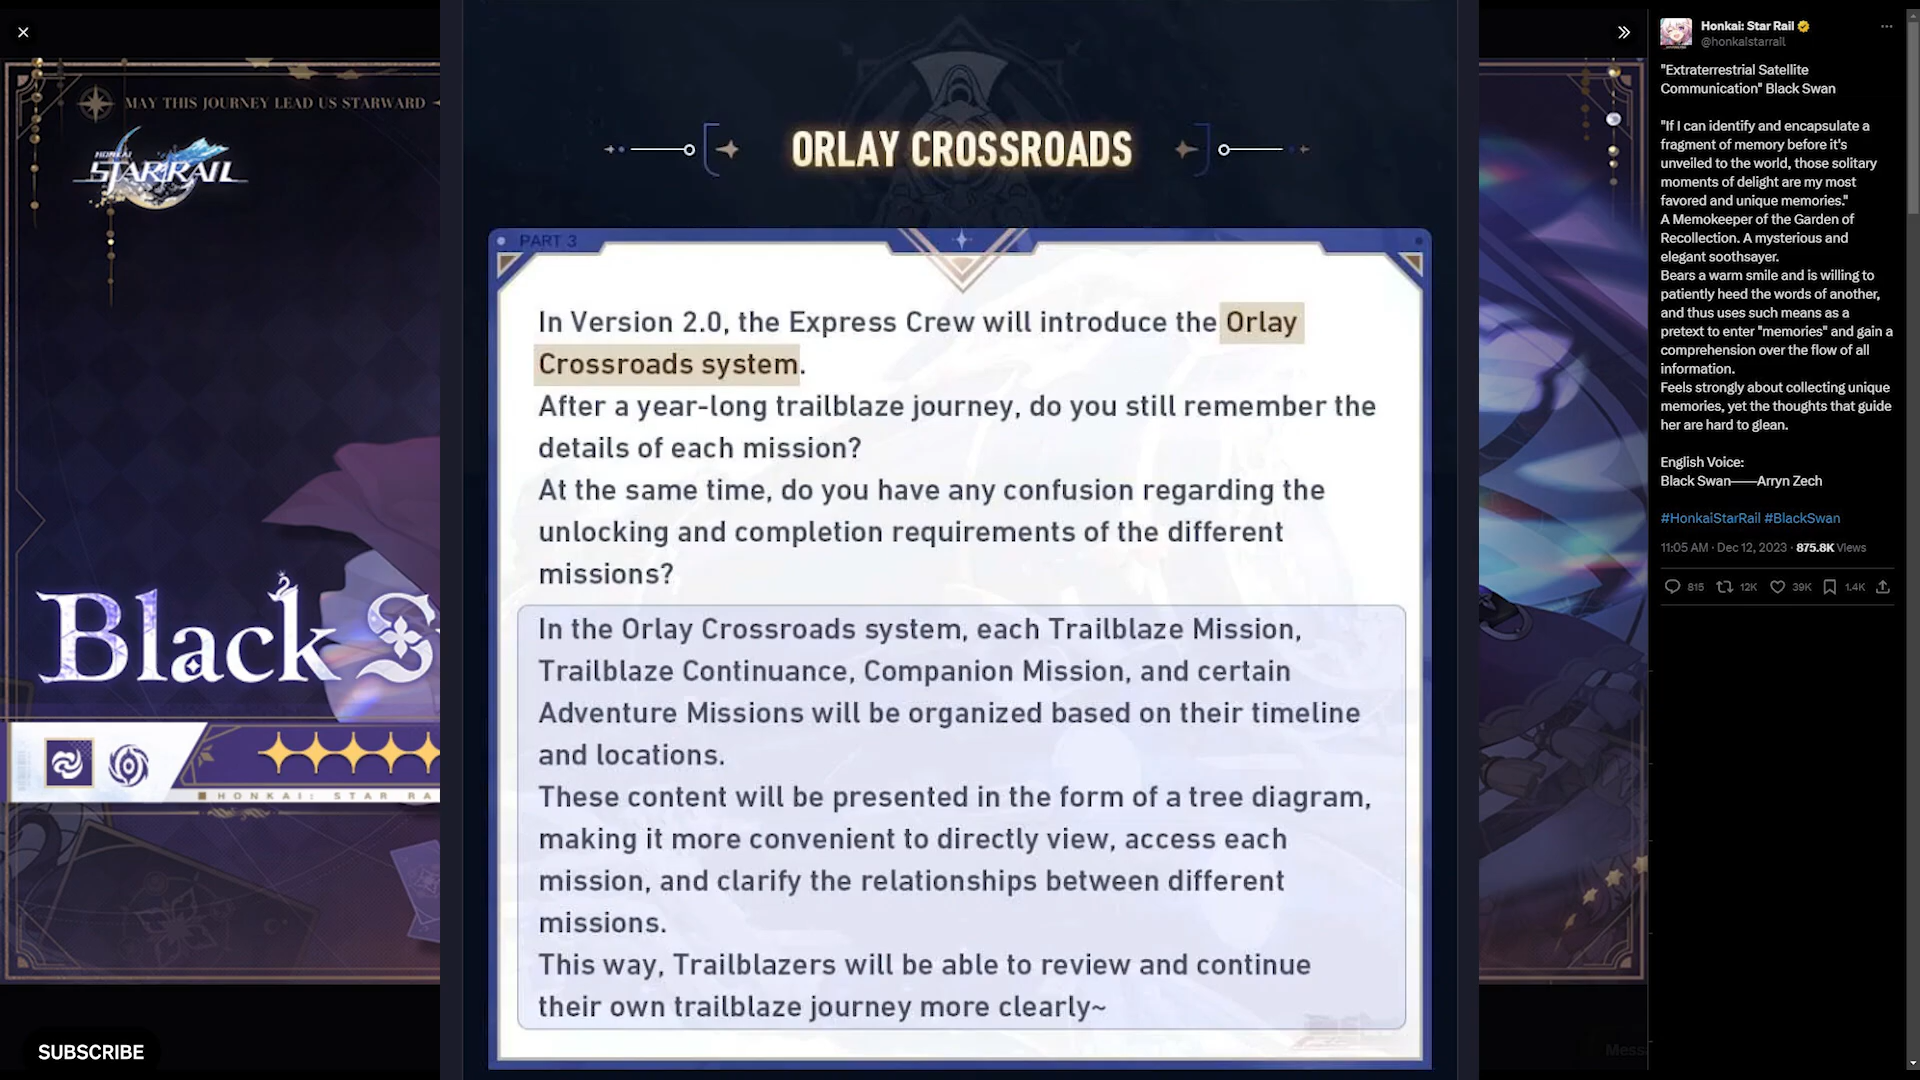 MAY THIS JOURNEY LEAD US STARWARD
HONKAI:
STAR RAIL
Black S
HONKAI: STAR RA
SUBSCRIBE
ORLAY CROSSROADS
PART 3
In Version 2.0, the Express Crew will introduce the Orlay
Crossroads system.
After a year-long trailblaze journey, do you still remember the
details of each mission?
At the same time, do you have any confusion regarding the
unlocking and completion requirements of the different
missions?
In the Orlay Crossroads system, each Trailblaze Mission,
Trailblaze Continuance, Companion Mission, and certain
Adventure Missions will be organized based on their timeline
and locations.
These content will be presented in the form of a tree diagram,
making it more convenient to directly view, access each
mission, and clarify the relationships between different
missions.
This way, Trailblazers will be able to review and continue
their own trailblaze journey more clearly~
Honkai: Star Rail
@honkaistarrail
"Extraterrestrial Satellite
Communication" Black Swan
"If I can identify and encapsulate a
fragment of memory before it's
unveiled to the world, those solitary
moments of delight are my most
favored and unique memories."
A Memokeeper of the Garden of
Recollection. A mysterious and
elegant soothsayer.
Bears a warm smile and is willing to
patiently heed the words of another,
and thus uses such means as a
pretext to enter "memories" and gain a
comprehension over the flow of all
information.
Feels strongly about collecting unique
memories, yet the thoughts that guide
her are hard to glean.
English Voice:
Black Swan——Arryn Zech
#HonkaiStarRail #BlackSwan
11:05 AM · Dec 12, 2023 · 875.8K Views
815 12K 39K 1.4K
Mess